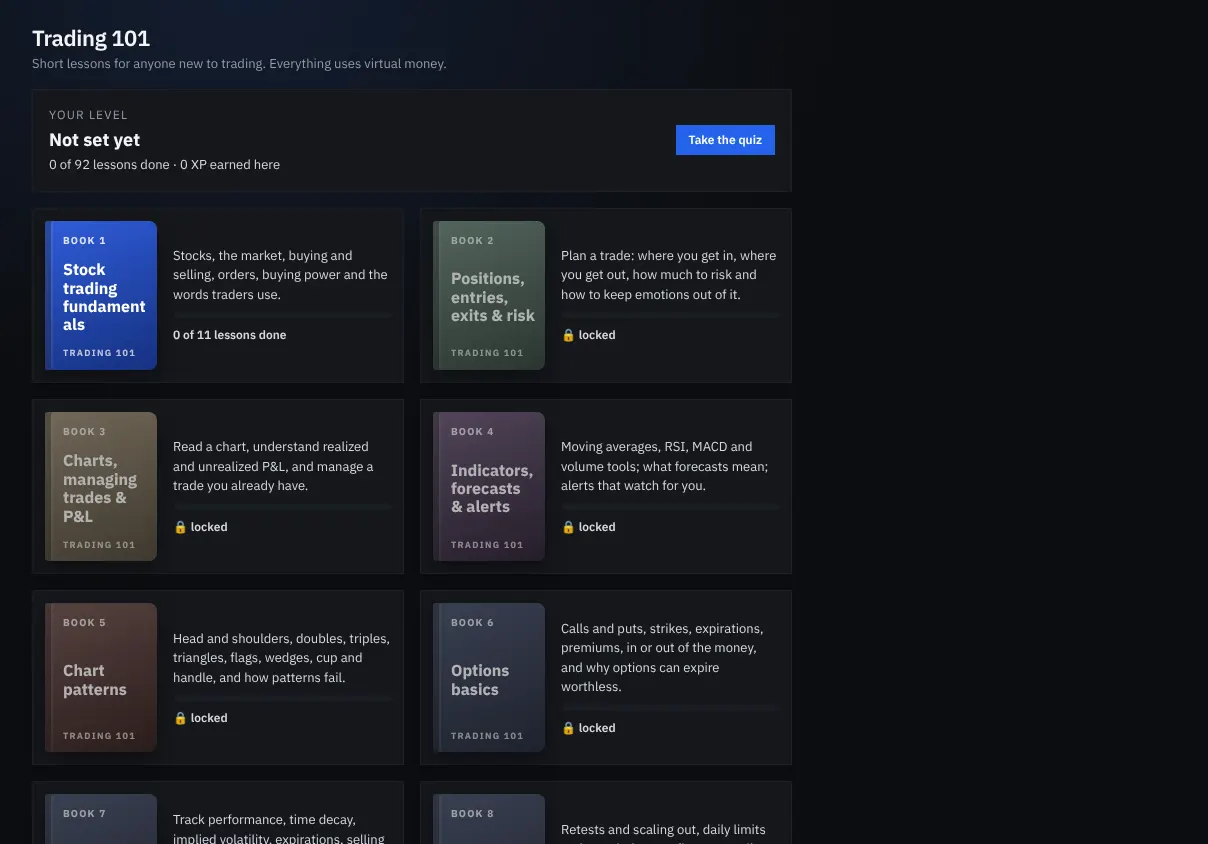 Trading 101
Short lessons for anyone new to trading. Everything uses virtual money.
YOUR LEVEL
Not set yet
0 of 92 lessons done · 0 XP earned here
Take the quiz
BOOK 1
Stock
trading
fundament
als
TRADING 101
Stocks, the market, buying and
selling, orders, buying power and the
words traders use.
0 of 11 lessons done
BOOK 2
Positions,
entries,
exits & risk
TRADING 101
Plan a trade: where you get in, where
you get out, how much to risk and
how to keep emotions out of it.
🔒 locked
BOOK 3
Charts,
managing
trades &
P&L
TRADING 101
Read a chart, understand realized
and unrealized P&L, and manage a
trade you already have.
🔒 locked
BOOK 4
Indicators,
forecasts
& alerts
TRADING 101
Moving averages, RSI, MACD and
volume tools; what forecasts mean;
alerts that watch for you.
🔒 locked
BOOK 5
Chart
patterns
TRADING 101
Head and shoulders, doubles, triples,
triangles, flags, wedges, cup and
handle, and how patterns fail.
🔒 locked
BOOK 6
Options
basics
TRADING 101
Calls and puts, strikes, expirations,
premiums, in or out of the money,
and why options can expire
worthless.
🔒 locked
BOOK 7
Track performance, time decay,
implied volatility, expirations, selling
BOOK 8
Retests and scaling out, daily limits